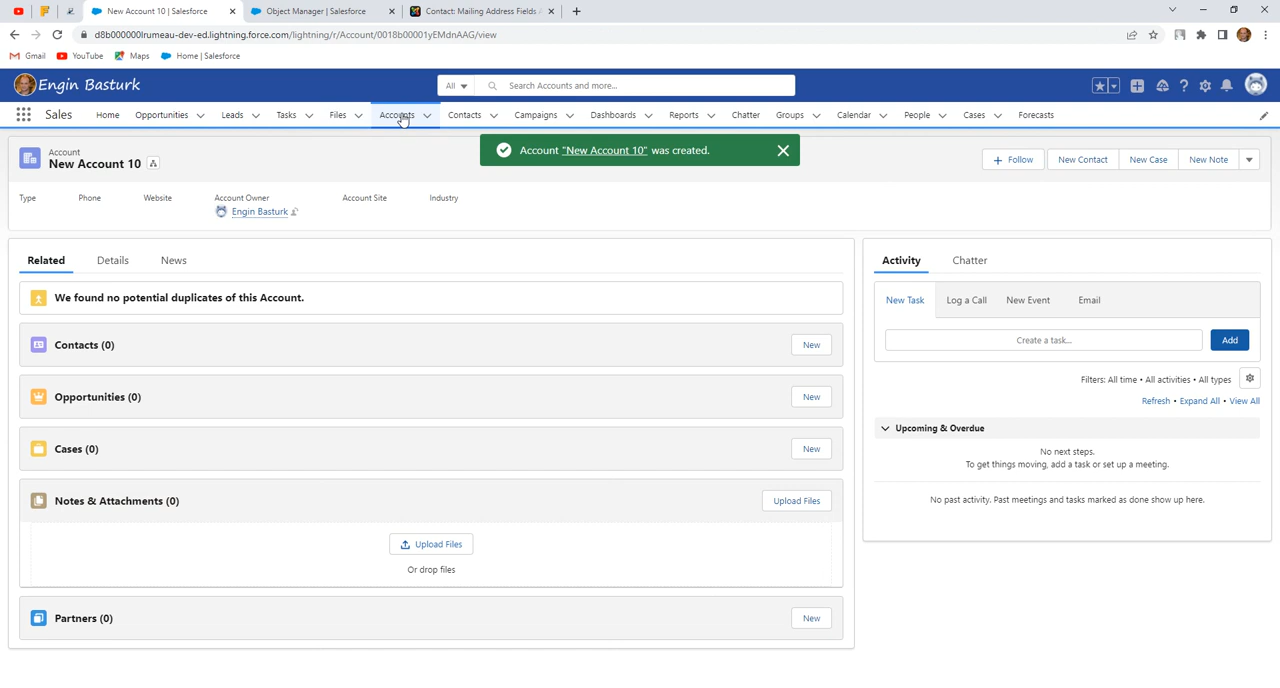 New Account 10 | Salesforce
Object Manager | Salesforce
Contact: Mailing Address Fields A
d8b000000lrumeau-dev-ed.lightning.force.com/lightning/r/Account/0018b00001yEMdnAAG/view
Gmail YouTube Maps Home | Salesforce
Engin Basturk
All Search Accounts and more...
Sales Home Opportunities Leads Tasks Files Accounts Contacts Campaigns Dashboards Reports Chatter Groups Calendar People Cases Forecasts
Account "New Account 10" was created.
Account
New Account 10
Follow New Contact New Case New Note
Type Phone Website Account Owner Account Site Industry
Engin Basturk
Related Details News
We found no potential duplicates of this Account.
Contacts (0) New
Opportunities (0) New
Cases (0) New
Notes & Attachments (0) Upload Files
Upload Files
Or drop files
Partners (0) New
Activity Chatter
New Task Log a Call New Event Email
Create a task... Add
Filters: All time • All activities • All types
Refresh • Expand All • View All
Upcoming & Overdue
No next steps.
To get things moving, add a task or set up a meeting.
No past activity. Past meetings and tasks marked as done show up here.